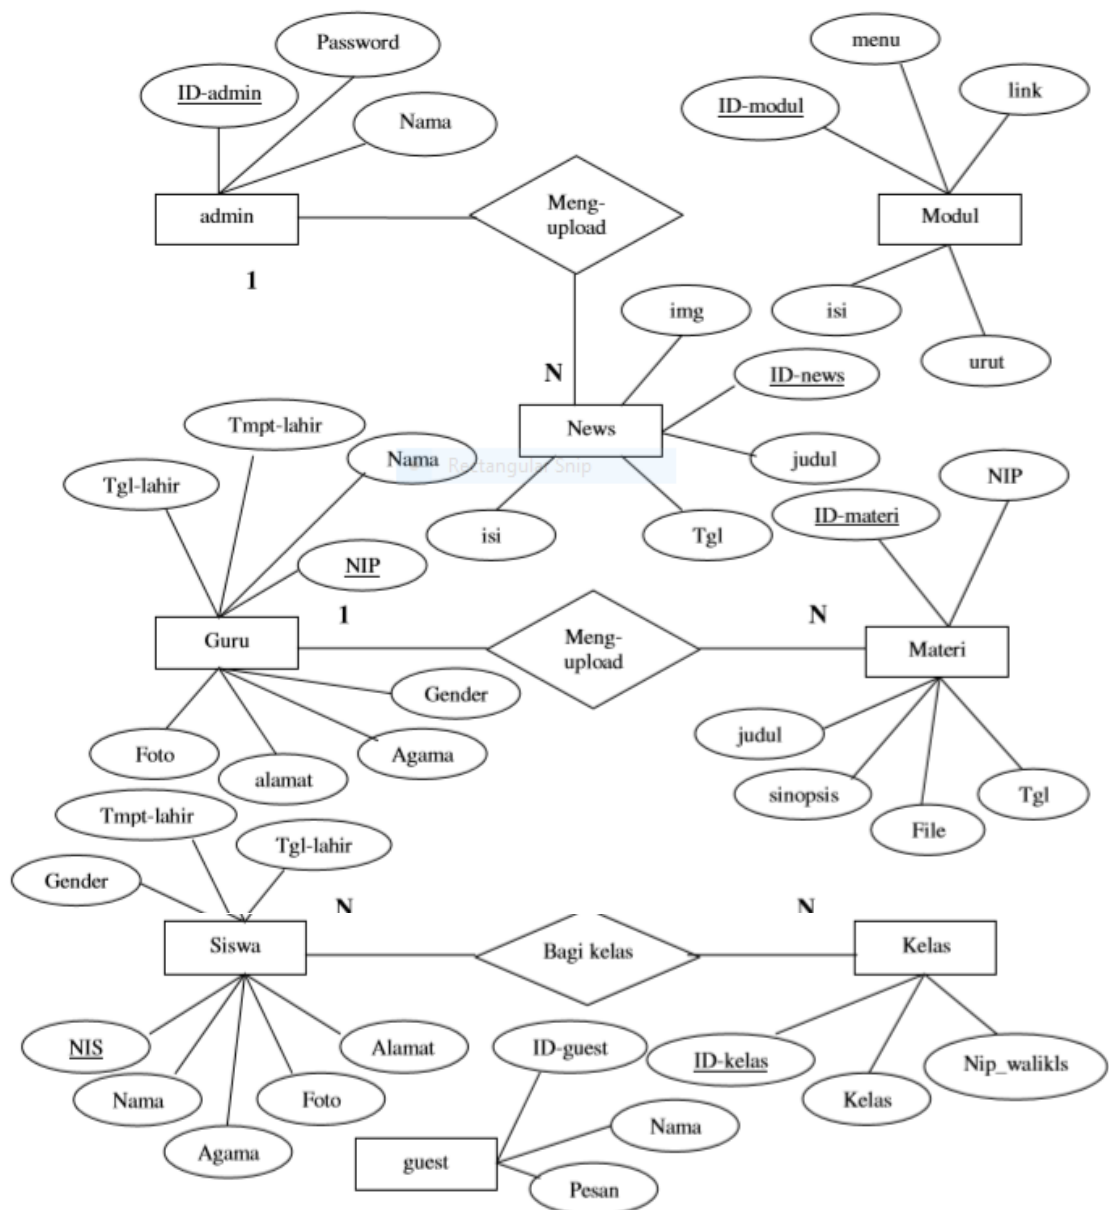 Password
menu
ID-admin
link
ID-modul
Nama
admin
Meng-
upload
Modul
1
img
isi
urut
N
ID-news
Tmpt-lahir
News
Nama
Rectangular Snip
judul
Tgl-lahir
NIP
ID-materi
isi
Tgl
NIP
1
N
Guru
Meng-
upload
Materi
Gender
judul
Foto
Agama
alamat
sinopsis
Tgl
Tmpt-lahir
File
Tgl-lahir
Gender
N
N
Siswa
Bagi kelas
Kelas
NIS
Alamat
ID-guest
ID-kelas
Nip_walikls
Nama
Foto
Kelas
Nama
Agama
guest
Pesan